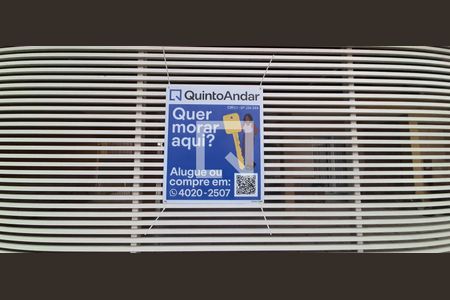 QuintoAndar
Quer
morar
aqui?
Alugue ou
compre em:
4020-2507